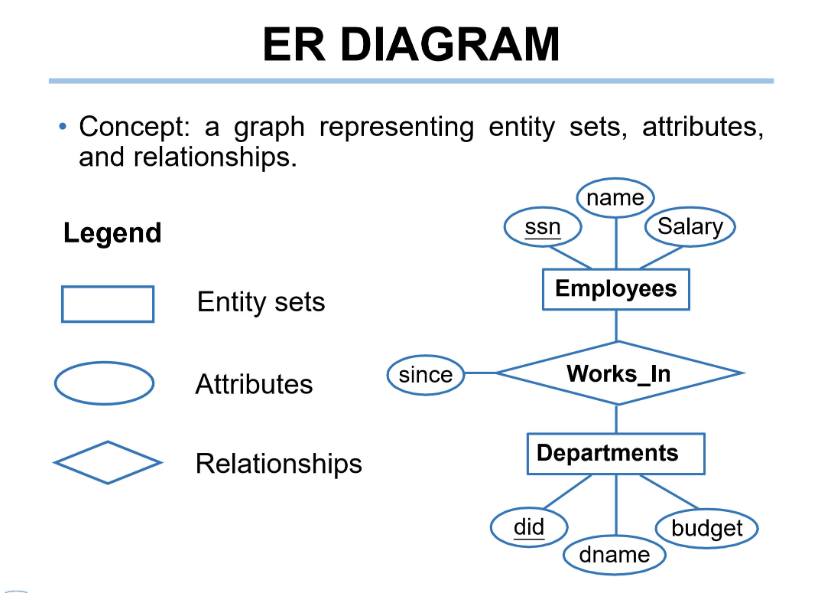 ER DIAGRAM
• Concept: a graph representing entity sets, attributes,
and relationships.
Legend
Entity sets
Attributes
Relationships
name
ssn
Salary
Employees
since
Works_In
Departments
did
budget
dname